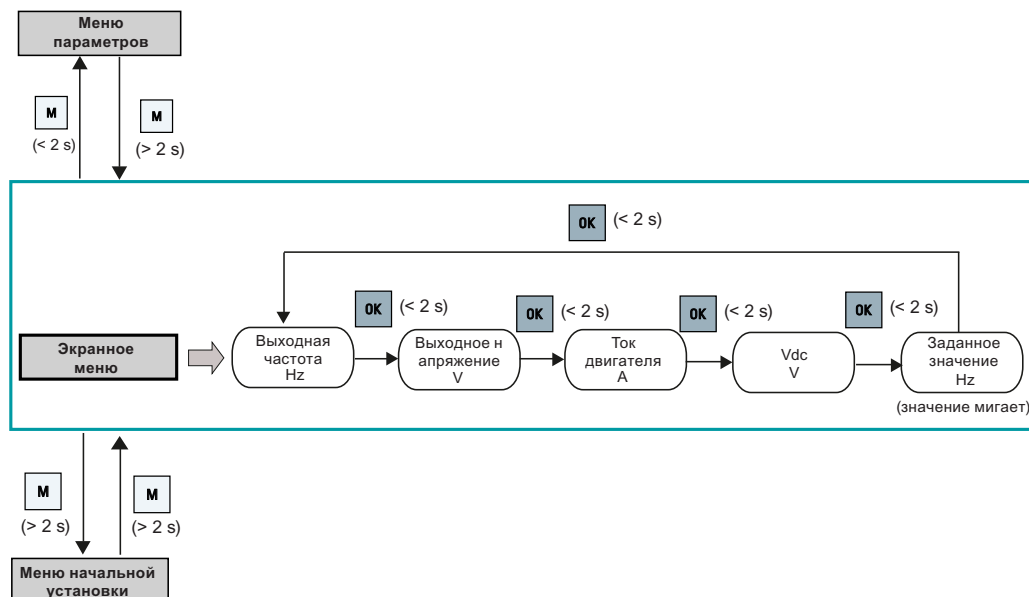 Меню
параметров
M
(< 2 s)
M
(> 2 s)
OK (< 2 s)
OK (< 2 s)
OK (< 2 s)
OK (< 2 s)
OK (< 2 s)
Экранное
меню
Выходная
частота
Hz
Выходное н
апряжение
V
Ток
двигателя
A
Vdc
V
Заданное
значение
Hz
(значение мигает)
M
(> 2 s)
M
(> 2 s)
Меню начальной
установки